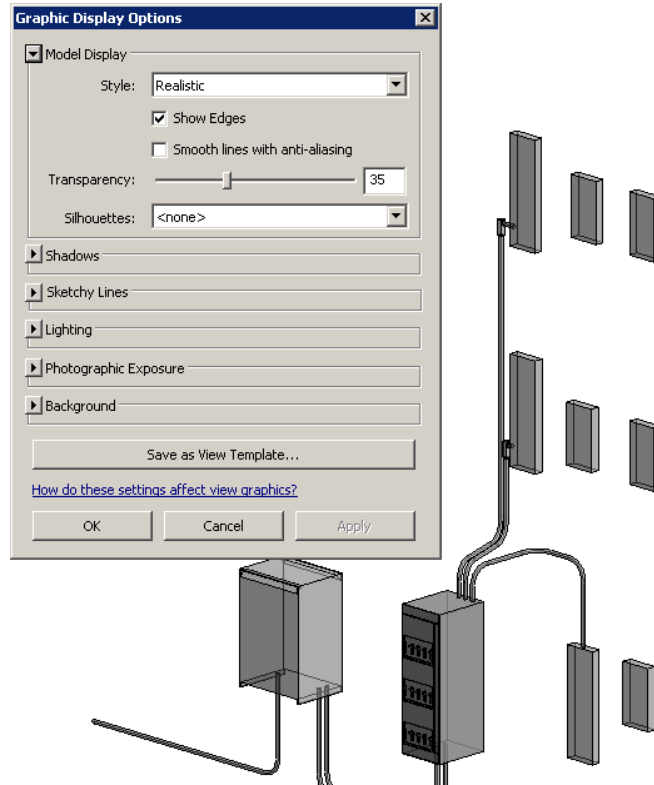 Graphic Display Options
Model Display
Style: Realistic
Show Edges
Smooth lines with anti-aliasing
Transparency: 35
Silhouettes: <none>
Shadows
Sketchy Lines
Lighting
Photographic Exposure
Background
Save as View Template...
How do these settings affect view graphics?
OK Cancel Apply